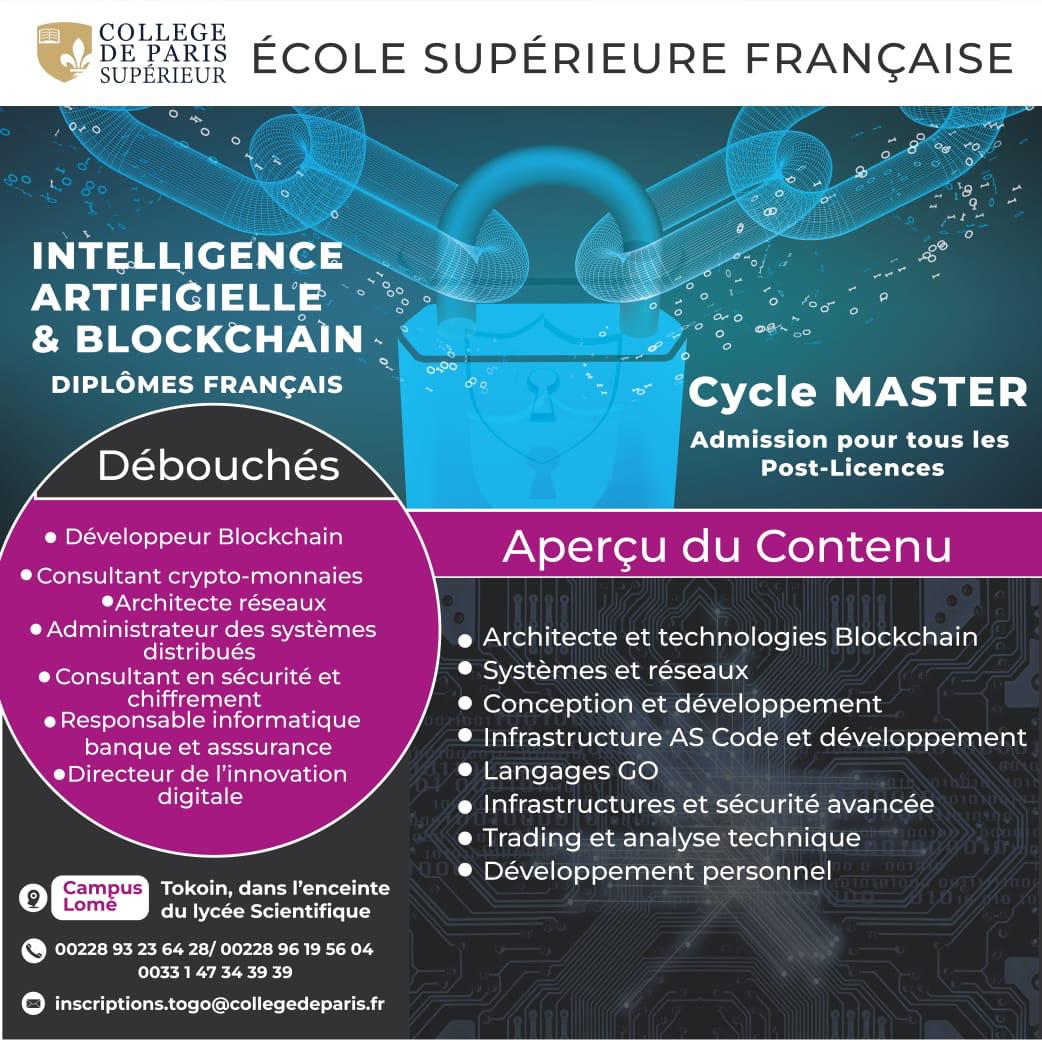 COLLEGE
DE PARIS
SUPÉRIEUR
ÉCOLE SUPÉRIEURE FRANÇAISE
INTELLIGENCE
ARTIFICIELLE
& BLOCKCHAIN
DIPLÔMES FRANÇAIS
Cycle MASTER
Admission pour tous les
Post-Licences
Débouchés
• Développeur Blockchain
• Consultant crypto-monnaies
• Architecte réseaux
• Administrateur des systèmes
distribués
• Consultant en sécurité et
chiffrement
• Responsable informatique
banque et asssurance
• Directeur de l'innovation
digitale
Aperçu du Contenu
• Architecte et technologies Blockchain
• Systèmes et réseaux
• Conception et développement
• Infrastructure AS Code et développement
• Langages GO
• Infrastructures et sécurité avancée
• Trading et analyse technique
• Développement personnel
Campus
Lomé
Tokoin, dans l'enceinte
du lycée Scientifique
00228 93 23 64 28/ 00228 96 19 56 04
0033 1 47 34 39 39
inscriptions.togo@collegedeparis.fr